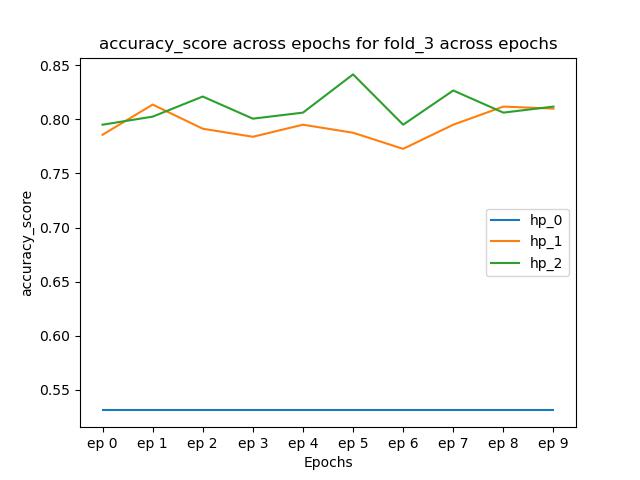 accuracy_score across epochs for fold_3 across epochs
0.85
0.80
0.75
0.70
0.65
0.60
0.55
accuracy_score
hp_0
hp_1
hp_2
ep 0 ep 1 ep 2 ep 3 ep 4 ep 5 ep 6 ep 7 ep 8 ep 9
Epochs